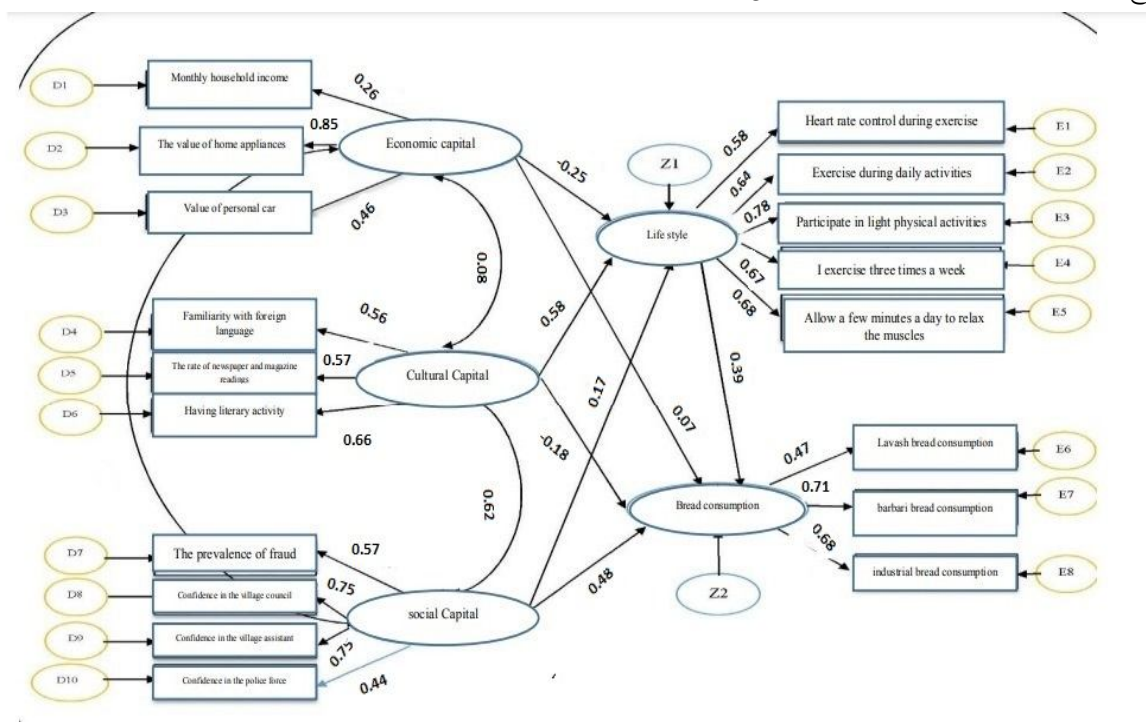 D1
Monthly household income
0.26
D2
The value of home appliances
0.85
Economic capital
D3
Value of personal car
0.46
-0.25
0.08
Z1
Life style
0.58
0.64
0.78
0.67
0.68
Heart rate control during exercise
E1
Exercise during daily activities
E2
Participate in light physical activities
E3
I exercise three times a week
E4
Allow a few minutes a day to relax
the muscles
E5
D4
Familiarity with foreign
language
0.56
D5
The rate of newspaper and magazine
readings
0.57
Cultural Capital
D6
Having literary activity
0.66
0.58
0.17
0.39
0.07
-0.18
0.62
Bread consumption
0.47
0.71
0.68
Lavash bread consumption
E6
barbari bread consumption
E7
industrial bread consumption
E8
Z2
0.48
D7
The prevalence of fraud
0.57
D8
Confidence in the village council
0.75
social Capital
D9
Confidence in the village assistant
0.75
D10
Confidence in the police force
0.44